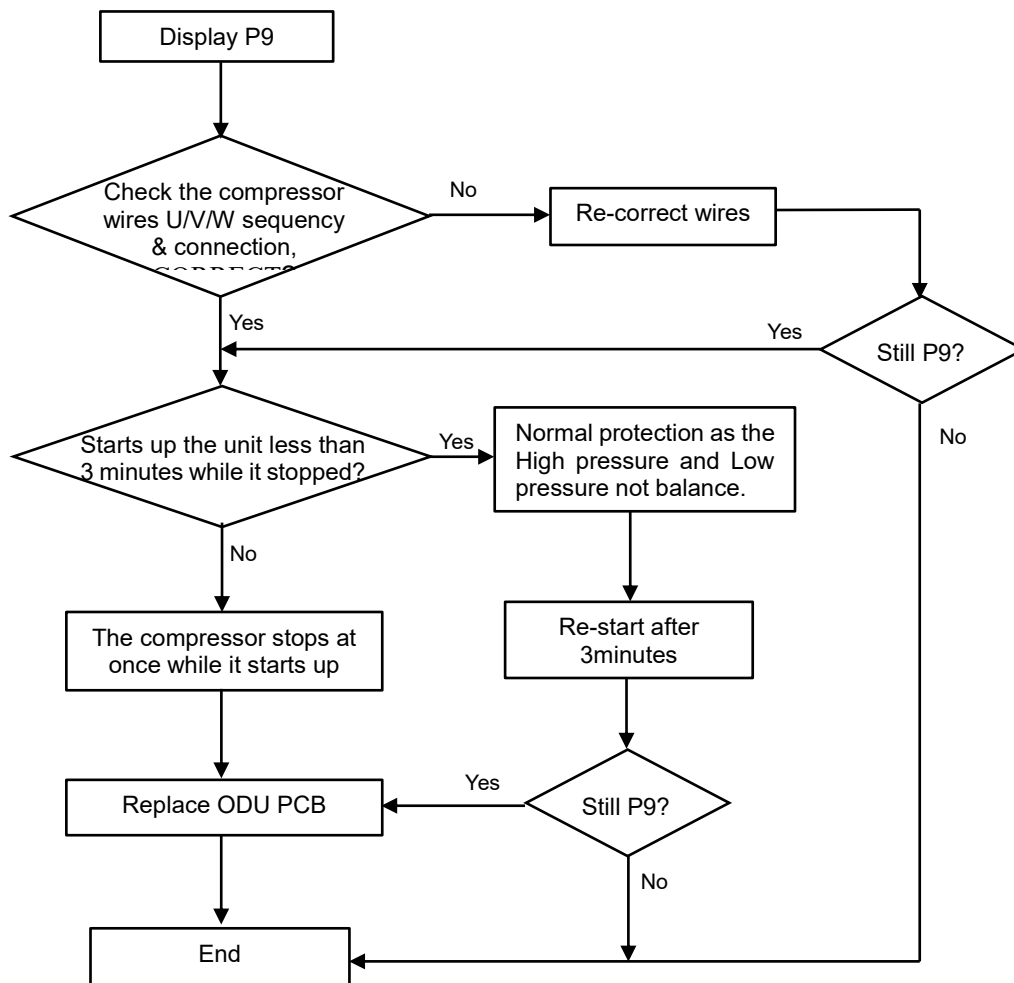 Display P9
Check the compressor
wires U/V/W sequency
& connection,
CORRECT?
No
Re-correct wires
Yes
Yes
Still P9?
No
Starts up the unit less than
3 minutes while it stopped?
Yes
Normal protection as the
High pressure and Low
pressure not balance.
No
The compressor stops at
once while it starts up
Re-start after
3minutes
Replace ODU PCB
Yes
Still P9?
No
End